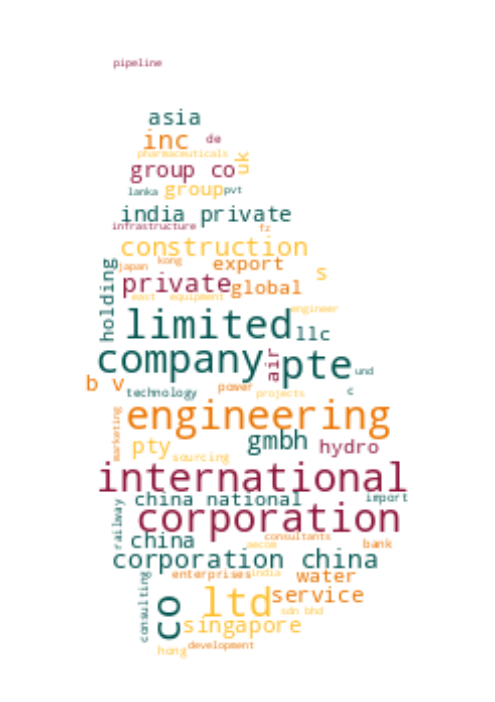 pipeline
asia
inc de
pharmaceuticals
group co uk
lanka group pvt
india private
infrastructure fz
construction
japan kong export s
holding private global
east equipment
engineer
limited llc
company air pte und
b v technology power projects c
marketing engineering
pty gmbh hydro
sourcing
international
china national import
railway corporation
china consultants
aecom bank
corporation china
enterprises india water
consulting co ltd service
sdn bhd
singapore
development
hong